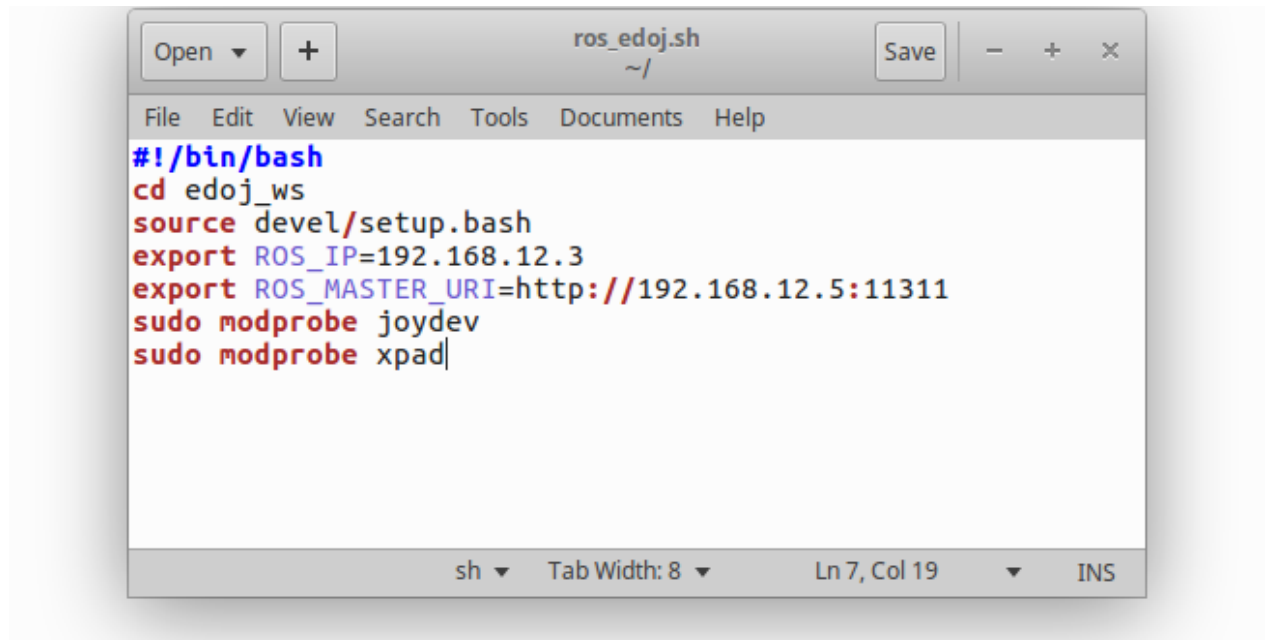 Open
+
ros_edoj.sh
~/
Save
File Edit View Search Tools Documents Help
#!/bin/bash
cd edoj_ws
source devel/setup.bash
export ROS_IP=192.168.12.3
export ROS_MASTER_URI=http://192.168.12.5:11311
sudo modprobe joydev
sudo modprobe xpad
sh Tab Width: 8 Ln 7, Col 19 INS